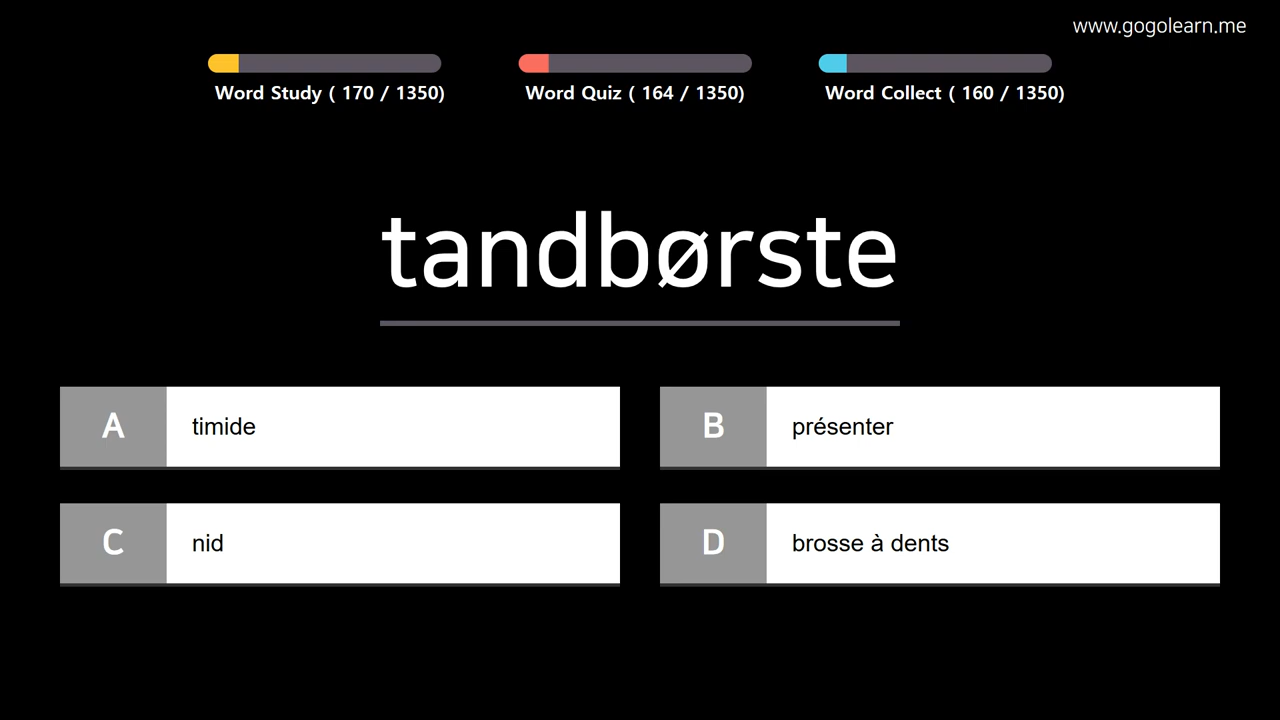 www.gogolearn.me
Word Study ( 170 / 1350)
Word Quiz ( 164 / 1350)
Word Collect ( 160 / 1350)
tandbørste
A timide
B présenter
C nid
D brosse à dents